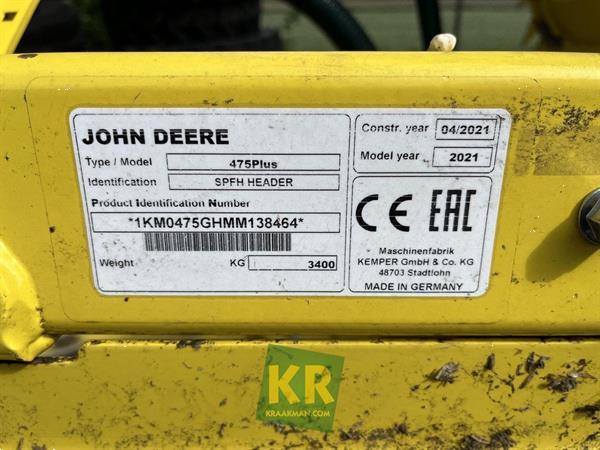 JOHN DEERE
Type / Model 475Plus
Identification SPFH HEADER
Product Identification Number
*1KM0475GHMM138464*
Weight KG 3400
Constr. year 04/2021
Model year 2021
CE EAC
Maschinenfabrik
KEMPER GmbH & Co. KG
48703 Stadtlohn
MADE IN GERMANY
KR
KRAAKMAN.COM